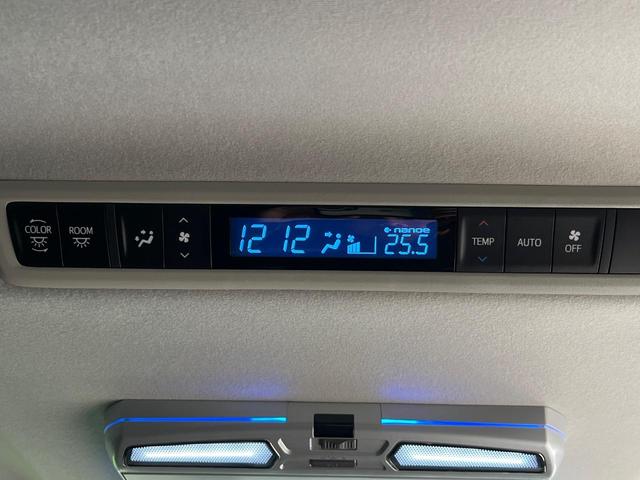 COLOR
ROOM
12 12
nanoe
25.5
TEMP
AUTO
OFF